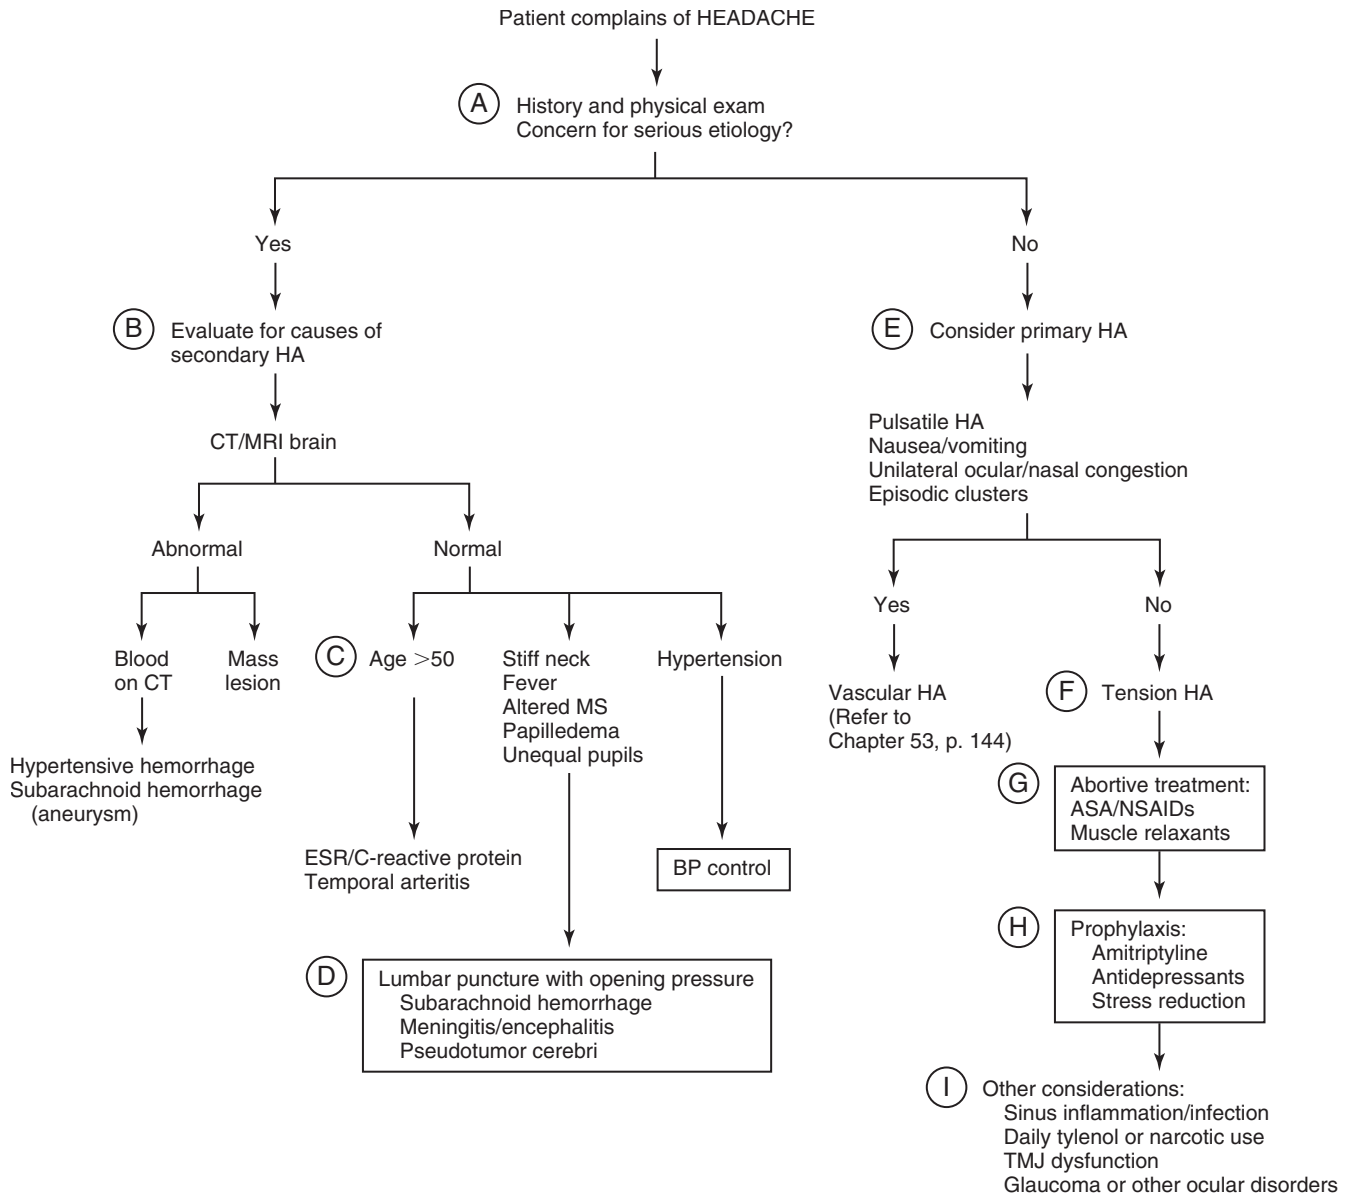 Patient complains of HEADACHE
A
History and physical exam
Concern for serious etiology?
Yes
No
B
Evaluate for causes of
secondary HA
E
Consider primary HA
CT/MRI brain
Pulsatile HA
Nausea/vomiting
Unilateral ocular/nasal congestion
Episodic clusters
Abnormal
Normal
Yes
No
Blood
on CT
Mass
lesion
C
Age >50
Stiff neck
Fever
Altered MS
Papilledema
Unequal pupils
Hypertension
Vascular HA
(Refer to
Chapter 53, p. 144)
F
Tension HA
Hypertensive hemorrhage
Subarachnoid hemorrhage
(aneurysm)
G
Abortive treatment:
ASA/NSAIDs
Muscle relaxants
ESR/C-reactive protein
Temporal arteritis
BP control
H
Prophylaxis:
Amitriptyline
Antidepressants
Stress reduction
D
Lumbar puncture with opening pressure
Subarachnoid hemorrhage
Meningitis/encephalitis
Pseudotumor cerebri
I
Other considerations:
Sinus inflammation/infection
Daily tylenol or narcotic use
TMJ dysfunction
Glaucoma or other ocular disorders